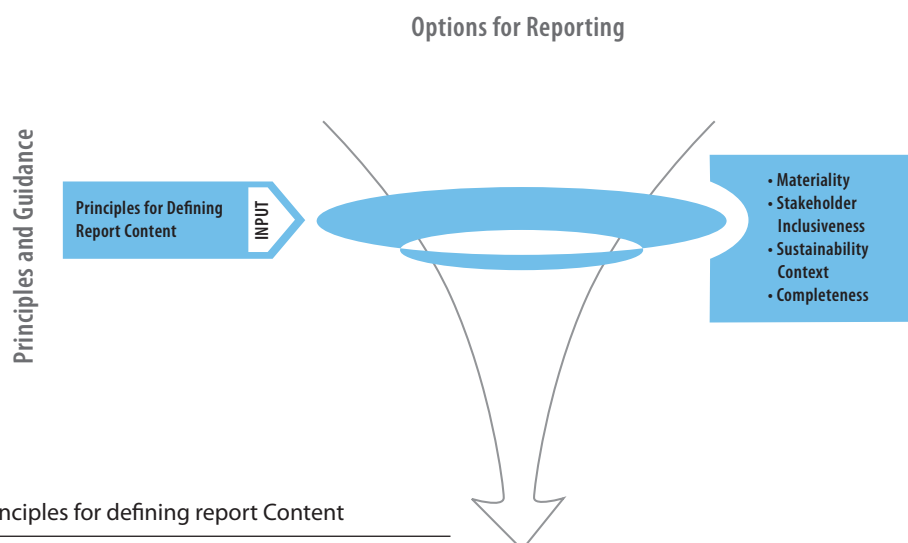 Options for Reporting
Principles and Guidance
Principles for Defining
Report Content
INPUT
• Materiality
• Stakeholder
Inclusiveness
• Sustainability
Context
• Completeness
nciples for defining report Content